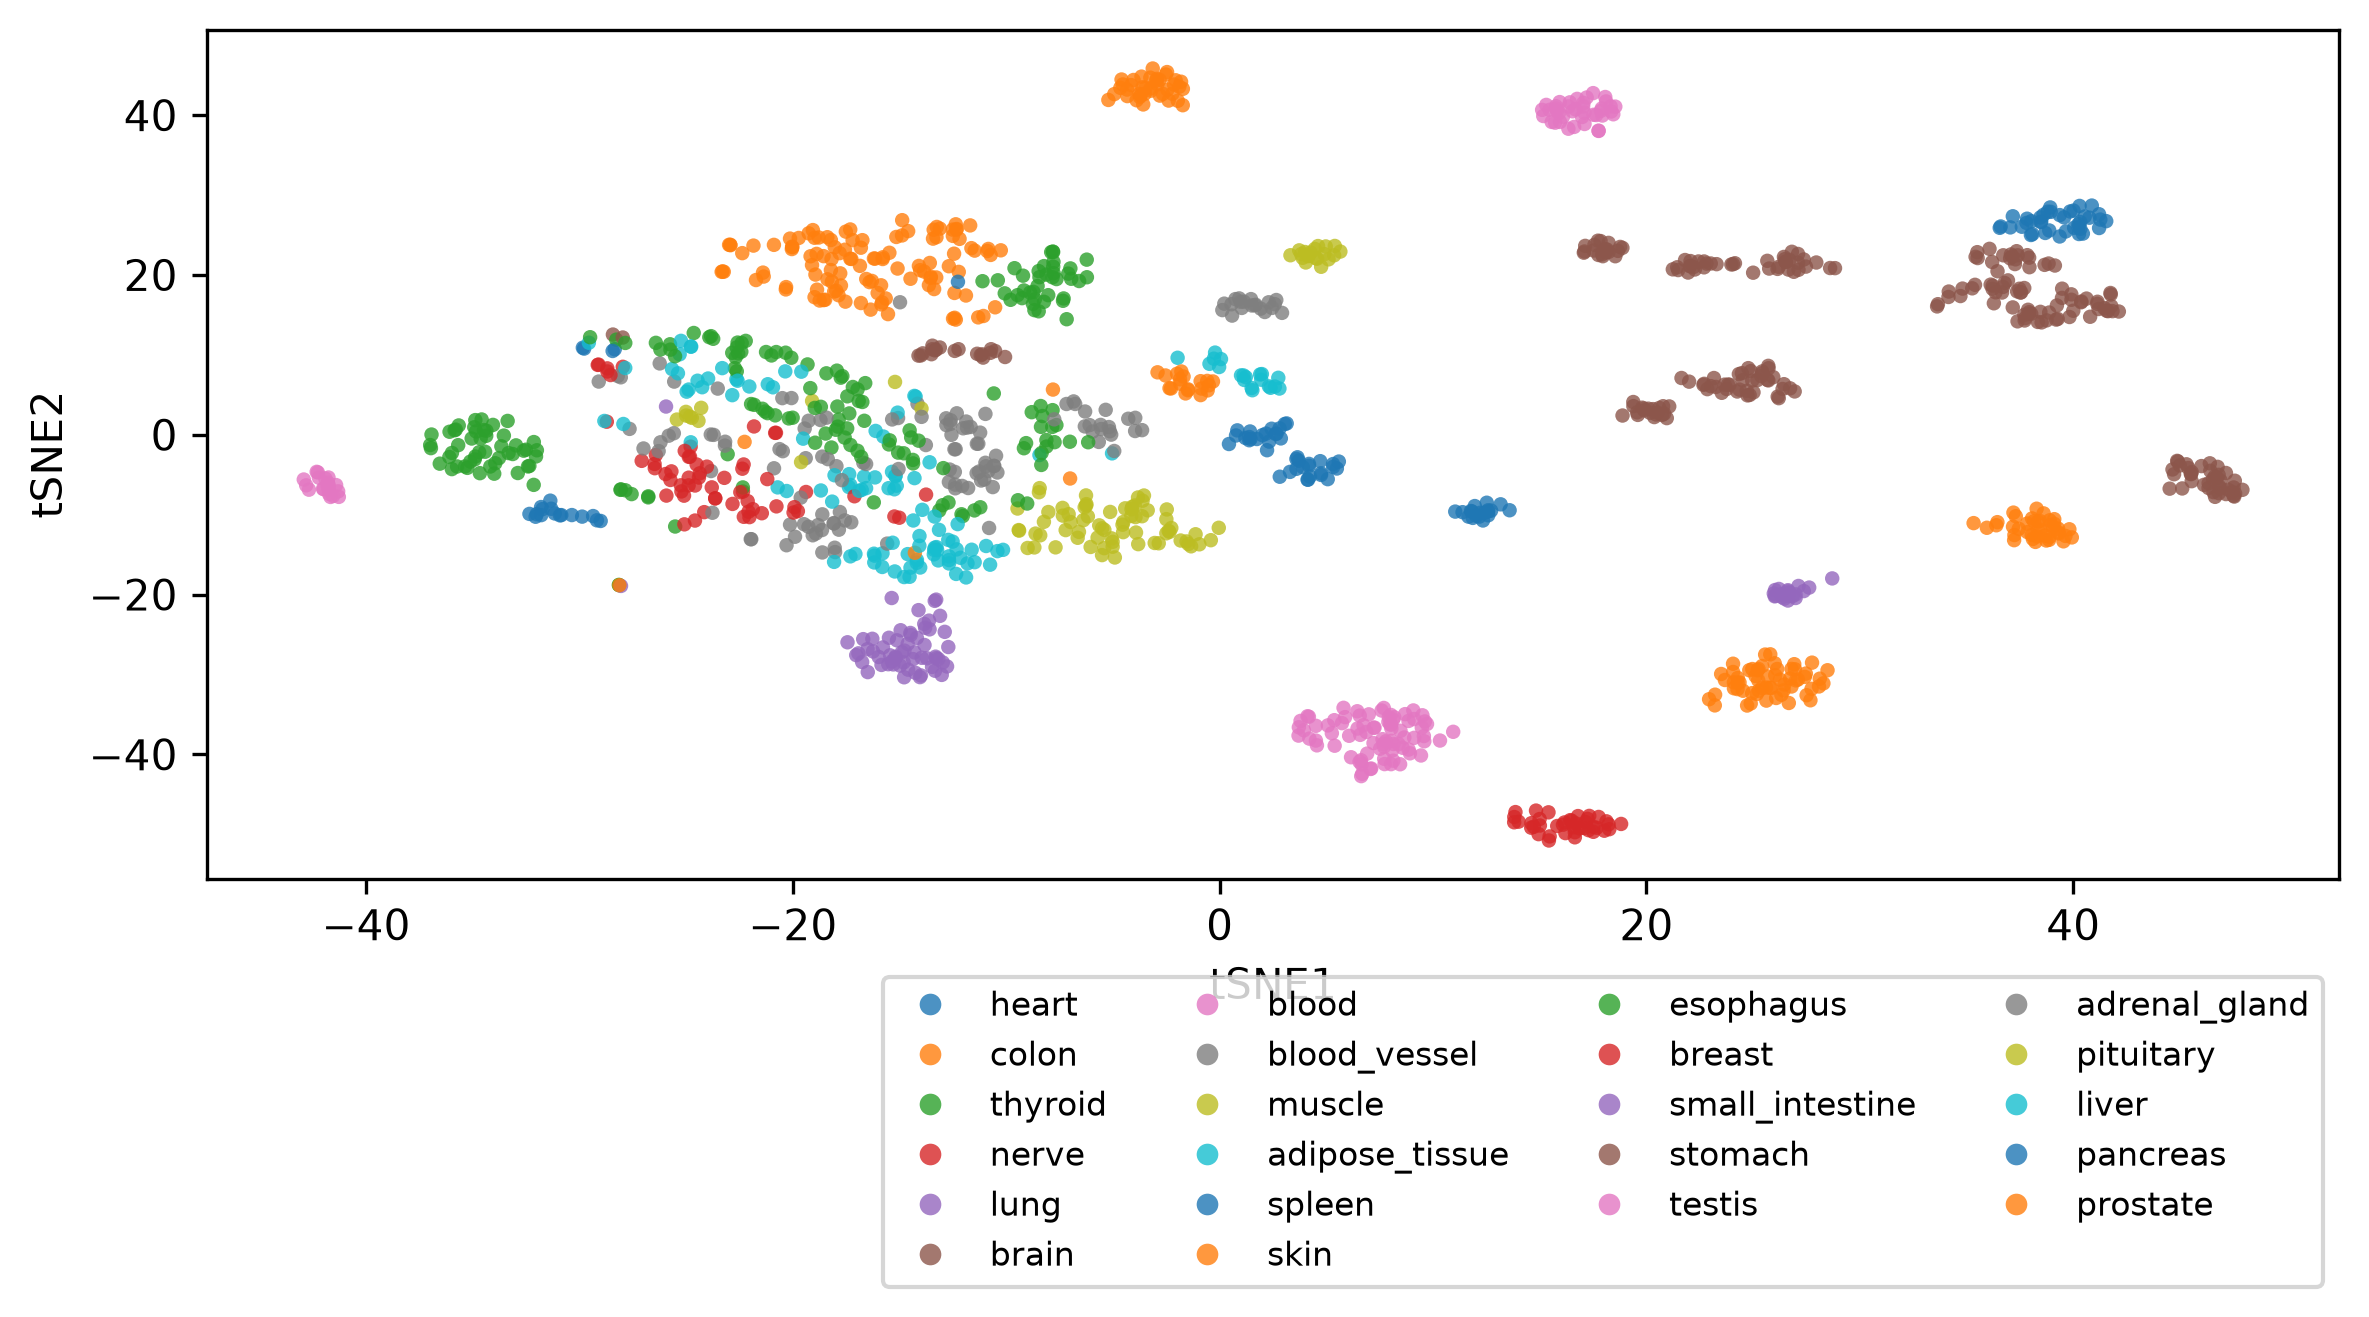 40
20
0
−20
−40
tSNE2
−40 −20 0 20 40
tSNE1
heart blood esophagus adrenal_gland
colon blood_vessel breast pituitary
thyroid muscle small_intestine liver
nerve adipose_tissue stomach pancreas
lung spleen testis prostate
brain skin